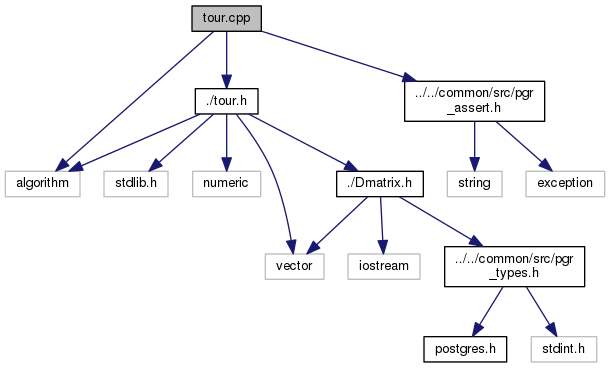 tour.cpp
../../common/src/pgr
_assert.h
./tour.h
algorithm
stdlib.h
numeric
./Dmatrix.h
string
exception
vector
iostream
../../common/src/pgr
_types.h
postgres.h
stdint.h